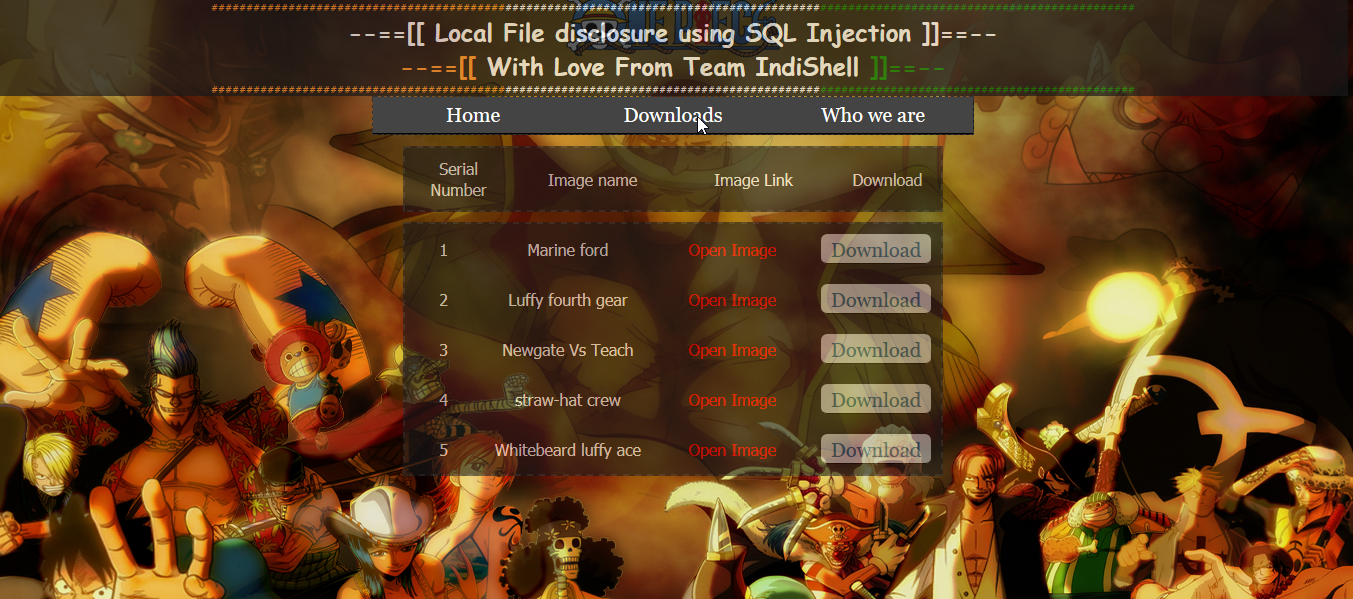 --==[[ Local File disclosure using SQL Injection ]]==--
--==[[ With Love From Team IndiShell ]]==--
Home Downloads Who we are
Serial Number Image name Image Link Download
1 Marine ford Open Image Download
2 Luffy fourth gear Open Image Download
3 Newgate Vs Teach Open Image Download
4 straw-hat crew Open Image Download
5 Whitebeard luffy ace Open Image Download